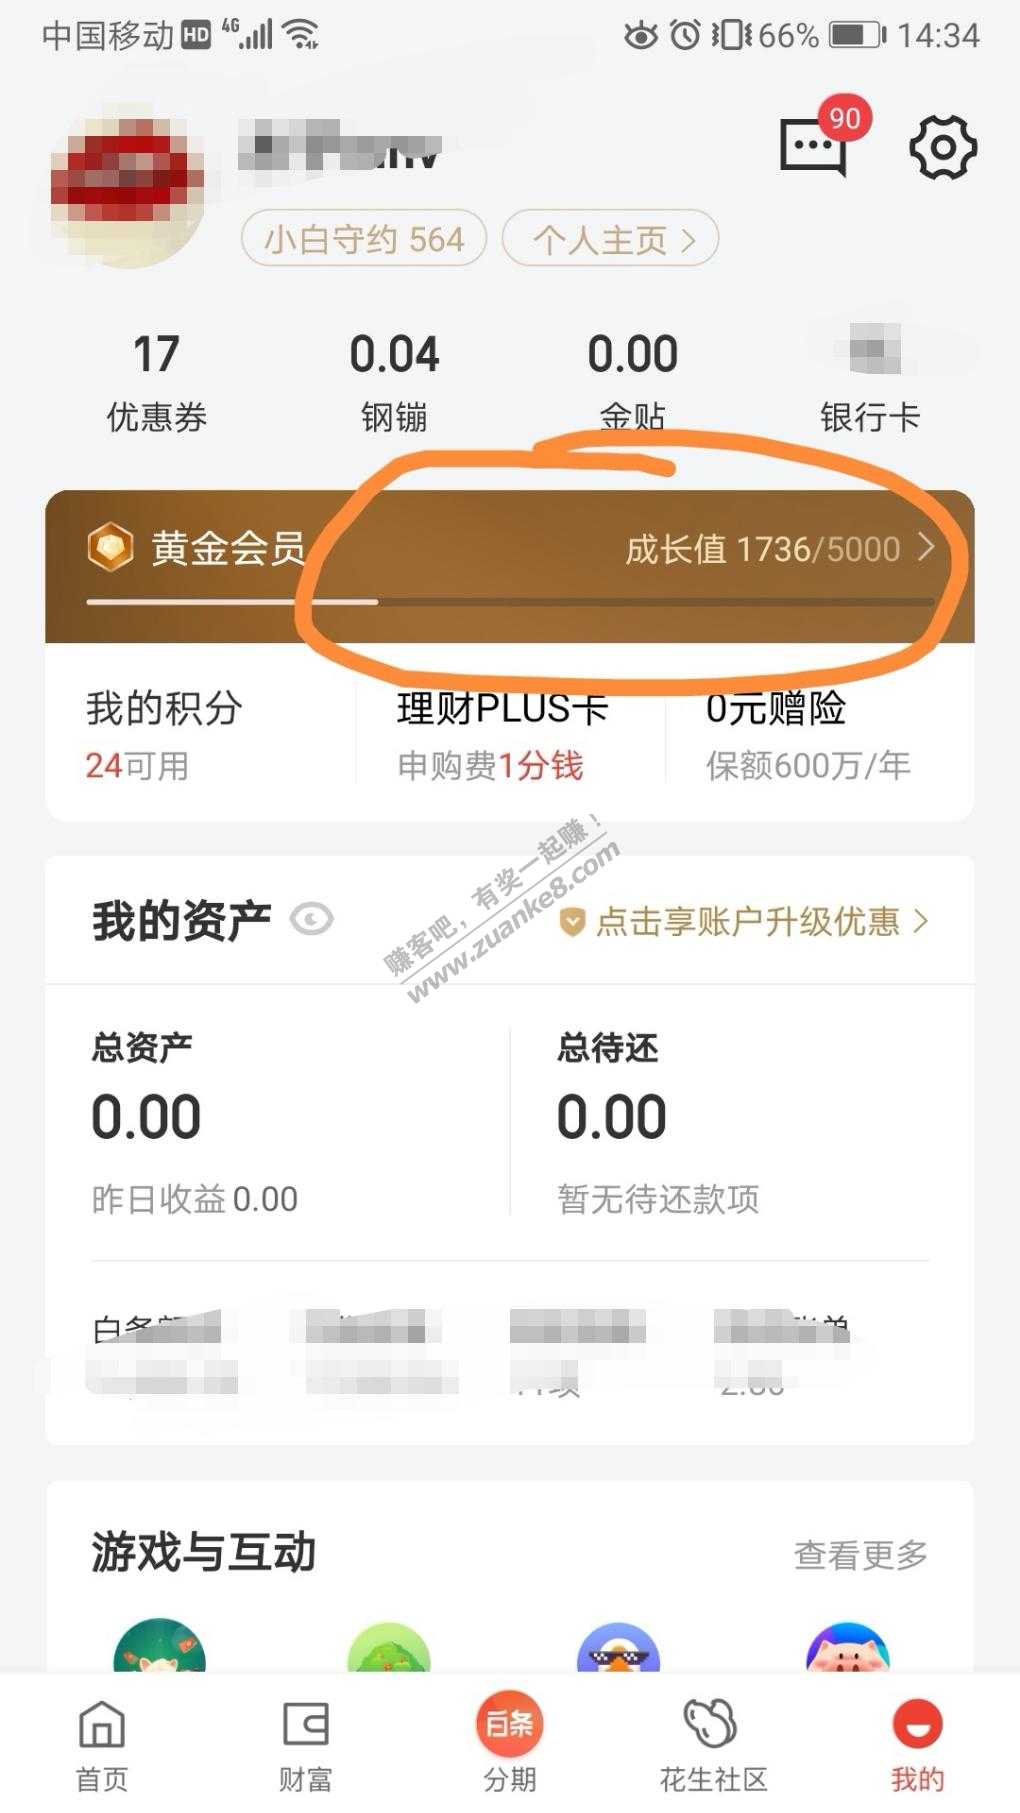 中国移动 HD 4G 66% 14:34
90
小白守约 564 个人主页 >
17 0.04 0.00
优惠券 钢镚 金贴 银行卡
黄金会员 成长值 1736/5000 >
我的积分 理财PLUS卡 0元赠险
24可用 申购费1分钱 保额600万/年
赚客吧，有奖一起赚！
www.zuanke8.com
我的资产 点击享账户升级优惠 >
总资产 总待还
0.00 0.00
昨日收益 0.00 暂无待还款项
白条
游戏与互动 查看更多
首页 财富 白条 分期 花生社区 我的